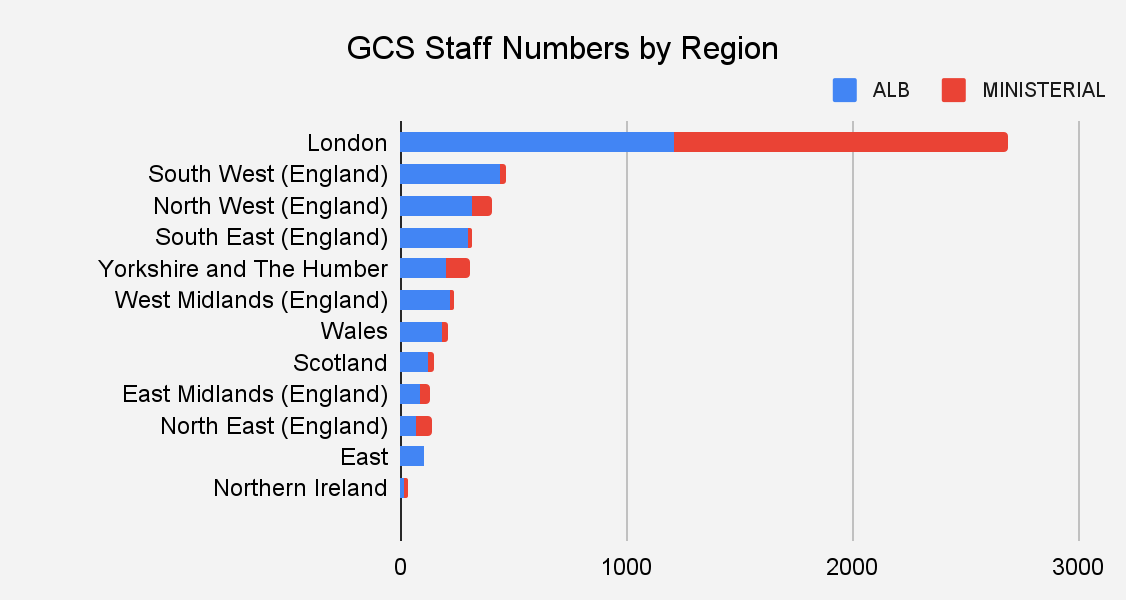 GCS Staff Numbers by Region
ALB MINISTERIAL
London
South West (England)
North West (England)
South East (England)
Yorkshire and The Humber
West Midlands (England)
Wales
Scotland
East Midlands (England)
North East (England)
East
Northern Ireland
0 1000 2000 3000